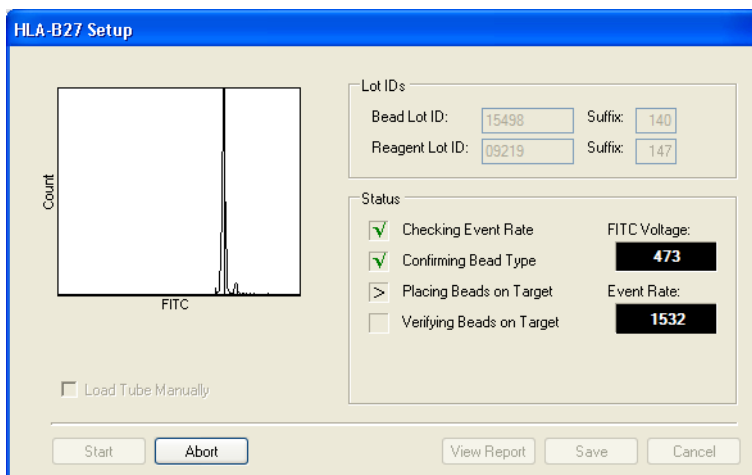 HLA-B27 Setup
Count
FITC
Lot IDs
Bead Lot ID: 15498 Suffix: 140
Reagent Lot ID: 09219 Suffix: 147
Status
Checking Event Rate
Confirming Bead Type
> Placing Beads on Target
Verifying Beads on Target
FITC Voltage:
473
Event Rate:
1532
Load Tube Manually
Start Abort View Report Save Cancel